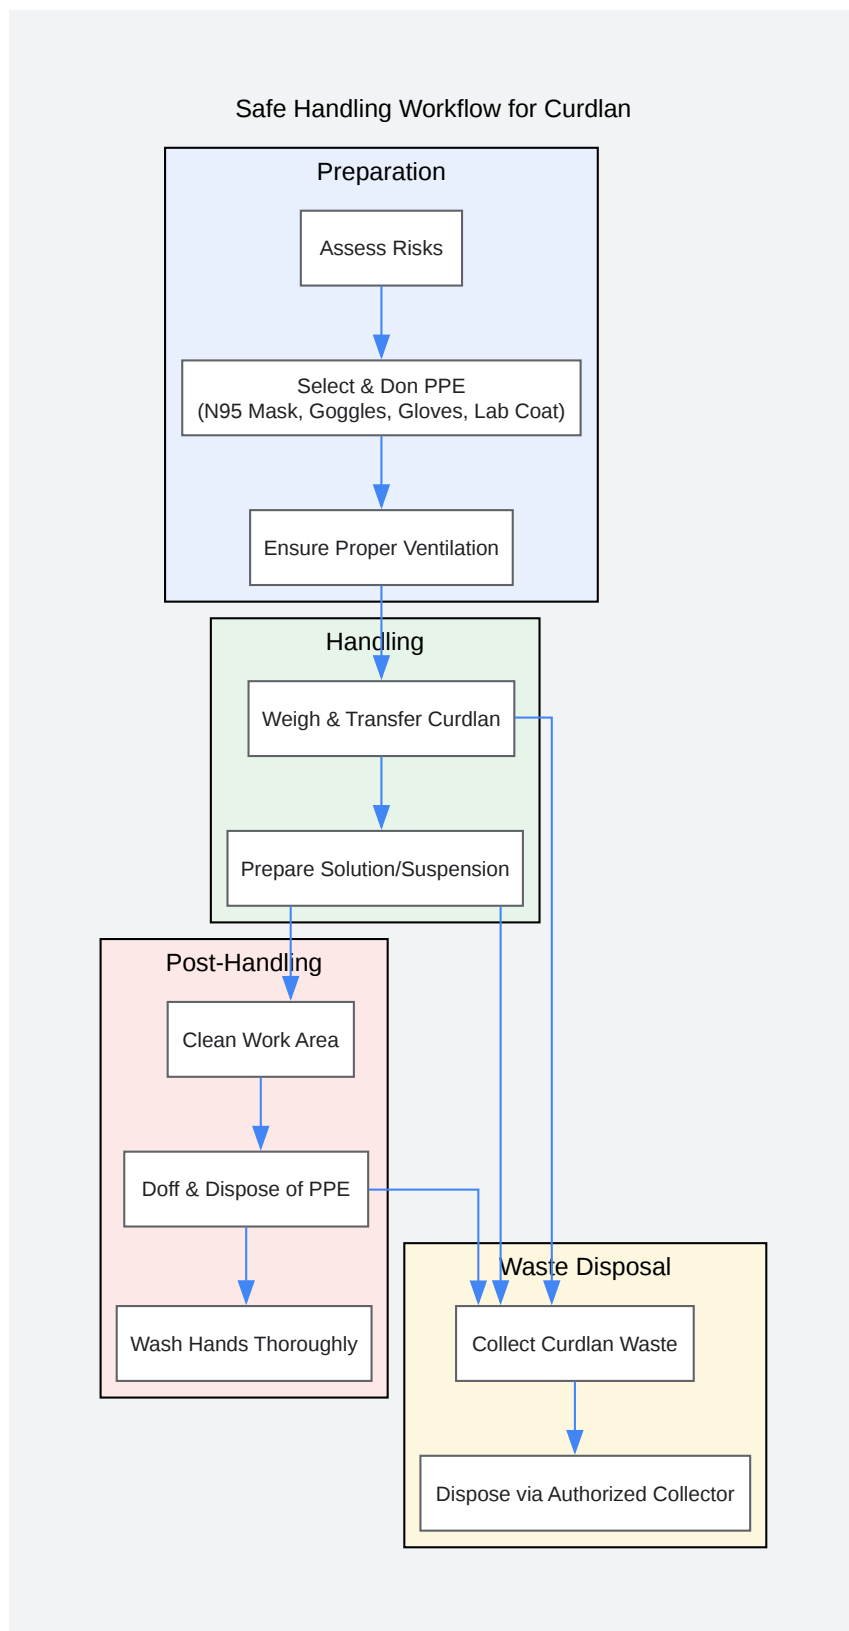 Safe Handling Workflow for Curdlan
Preparation
Assess Risks
Select & Don PPE
(N95 Mask, Goggles, Gloves, Lab Coat)
Ensure Proper Ventilation
Handling
Weigh & Transfer Curdlan
Prepare Solution/Suspension
Post-Handling
Clean Work Area
Doff & Dispose of PPE
Wash Hands Thoroughly
Waste Disposal
Collect Curdlan Waste
Dispose via Authorized Collector